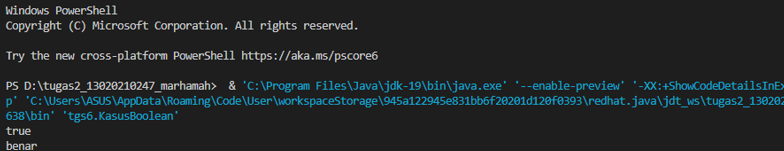 Windows PowerShell
Copyright (C) Microsoft Corporation. All rights reserved.
Try the new cross-platform PowerShell https://aka.ms/pscore6
PS D:\tugas2_13020210247_marhamah>  & 'C:\Program Files\Java\jdk-19\bin\java.exe' '--enable-preview' '-XX:+ShowCodeDetailsInEx
p' 'C:\Users\ASUS\AppData\Roaming\Code\User\workspaceStorage\945a122945e831bb6f20201d120f0393\redhat.java\jdt_ws\tugas2_130202
638\bin' 'tgs6.KasusBoolean'
true
benar